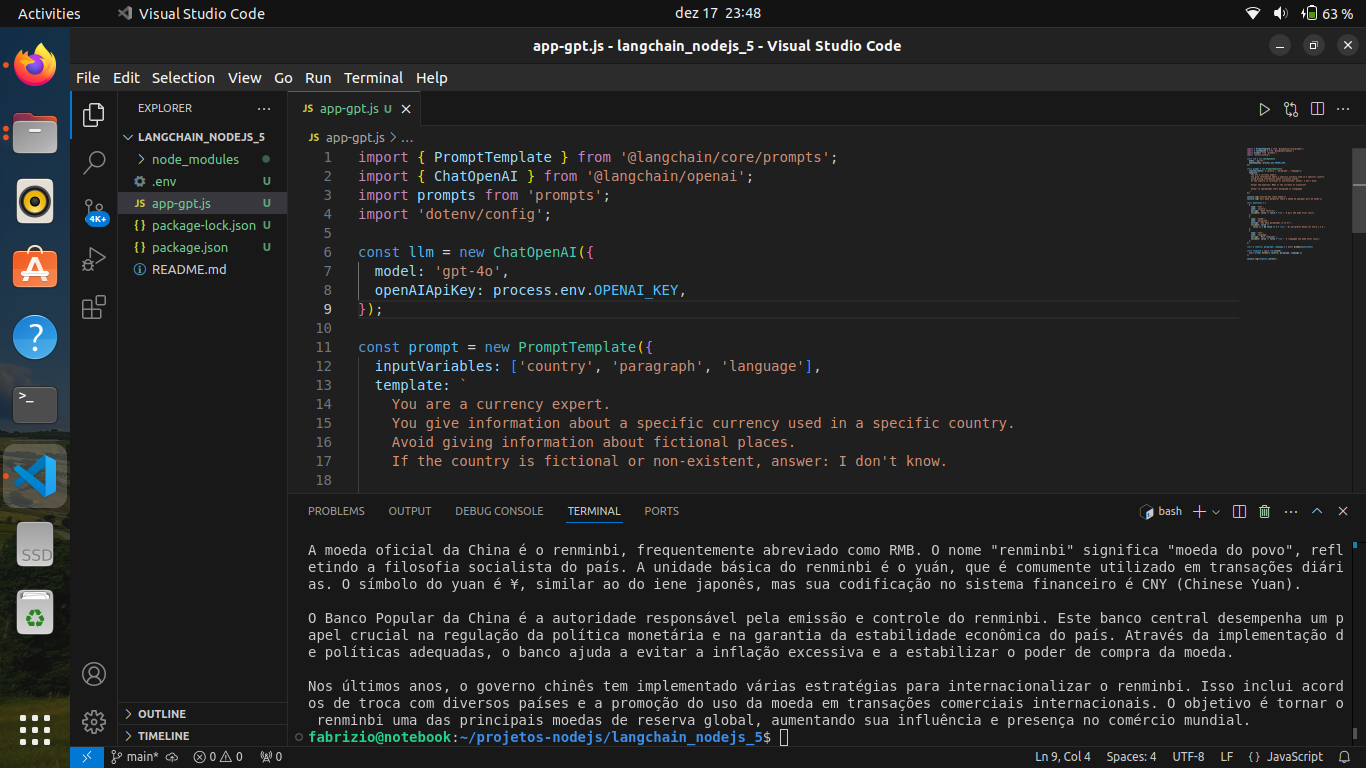 Activities
Visual Studio Code
dez 17 23:48
63 %
app-gpt.js - langchain_nodejs_5 - Visual Studio Code
File Edit Selection View Go Run Terminal Help
EXPLORER
LANGCHAIN_NODEJS_5
node_modules
.env U
JS app-gpt.js U
{ } package-lock.json U
{ } package.json U
README.md
4K+
OUTLINE
TIMELINE
SSD
JS app-gpt.js U
JS app-gpt.js > ...
1 import { PromptTemplate } from '@langchain/core/prompts';
2 import { ChatOpenAI } from '@langchain/openai';
3 import prompts from 'prompts';
4 import 'dotenv/config';
5
6 const llm = new ChatOpenAI({
7 model: 'gpt-4o',
8 openAIApiKey: process.env.OPENAI_KEY,
9 });
10
11 const prompt = new PromptTemplate({
12 inputVariables: ['country', 'paragraph', 'language'],
13 template: `
14 You are a currency expert.
15 You give information about a specific currency used in a specific country.
16 Avoid giving information about fictional places.
17 If the country is fictional or non-existent, answer: I don't know.
18
PROBLEMS OUTPUT DEBUG CONSOLE TERMINAL PORTS
bash
A moeda oficial da China é o renminbi, frequentemente abreviado como RMB. O nome "renminbi" significa "moeda do povo", refl
etindo a filosofia socialista do país. A unidade básica do renminbi é o yuán, que é comumente utilizado em transações diári
as. O símbolo do yuan é ¥, similar ao do iene japonês, mas sua codificação no sistema financeiro é CNY (Chinese Yuan).
O Banco Popular da China é a autoridade responsável pela emissão e controle do renminbi. Este banco central desempenha um p
apel crucial na regulação da política monetária e na garantia da estabilidade econômica do país. Através da implementação d
e políticas adequadas, o banco ajuda a evitar a inflação excessiva e a estabilizar o poder de compra da moeda.
Nos últimos anos, o governo chinês tem implementado várias estratégias para internacionalizar o renminbi. Isso inclui acord
os de troca com diversos países e a promoção do uso da moeda em transações comerciais internacionais. O objetivo é tornar o
renminbi uma das principais moedas de reserva global, aumentando sua influência e presença no comércio mundial.
fabrizio@notebook:~/projetos-nodejs/langchain_nodejs_5$
main* 0 0 0
Ln 9, Col 4 Spaces: 4 UTF-8 LF { } JavaScript